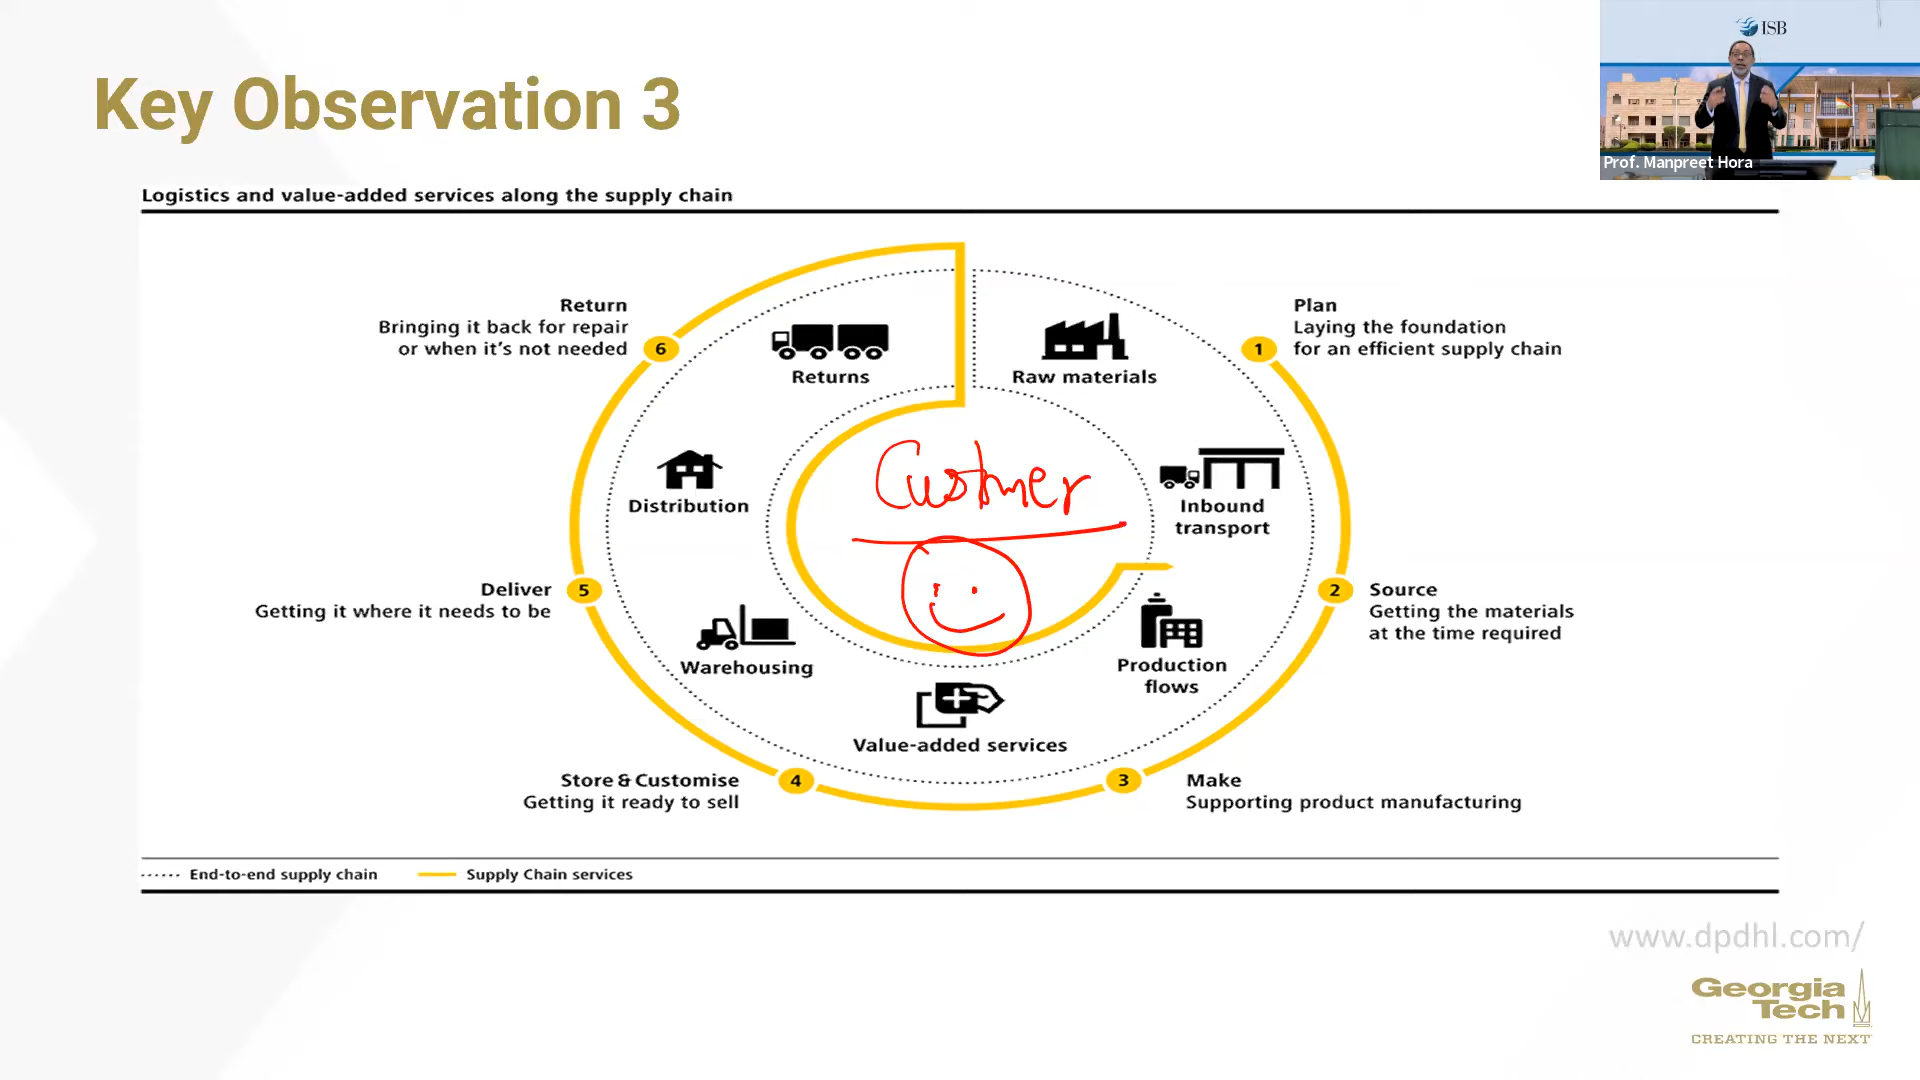 Key Observation 3
ISB
Prof. Manpreet Hora
Logistics and value-added services along the supply chain
Return
Bringing it back for repair
or when it's not needed
6
Returns
Raw materials
1
Plan
Laying the foundation
for an efficient supply chain
Distribution
Customer
Inbound
transport
Deliver
Getting it where it needs to be
5
Warehousing
Production
flows
2
Source
Getting the materials
at the time required
Value-added services
Store & Customise
Getting it ready to sell
4
3
Make
Supporting product manufacturing
End-to-end supply chain
Supply Chain services
www.dpdhl.com/
Georgia
Tech
CREATING THE NEXT